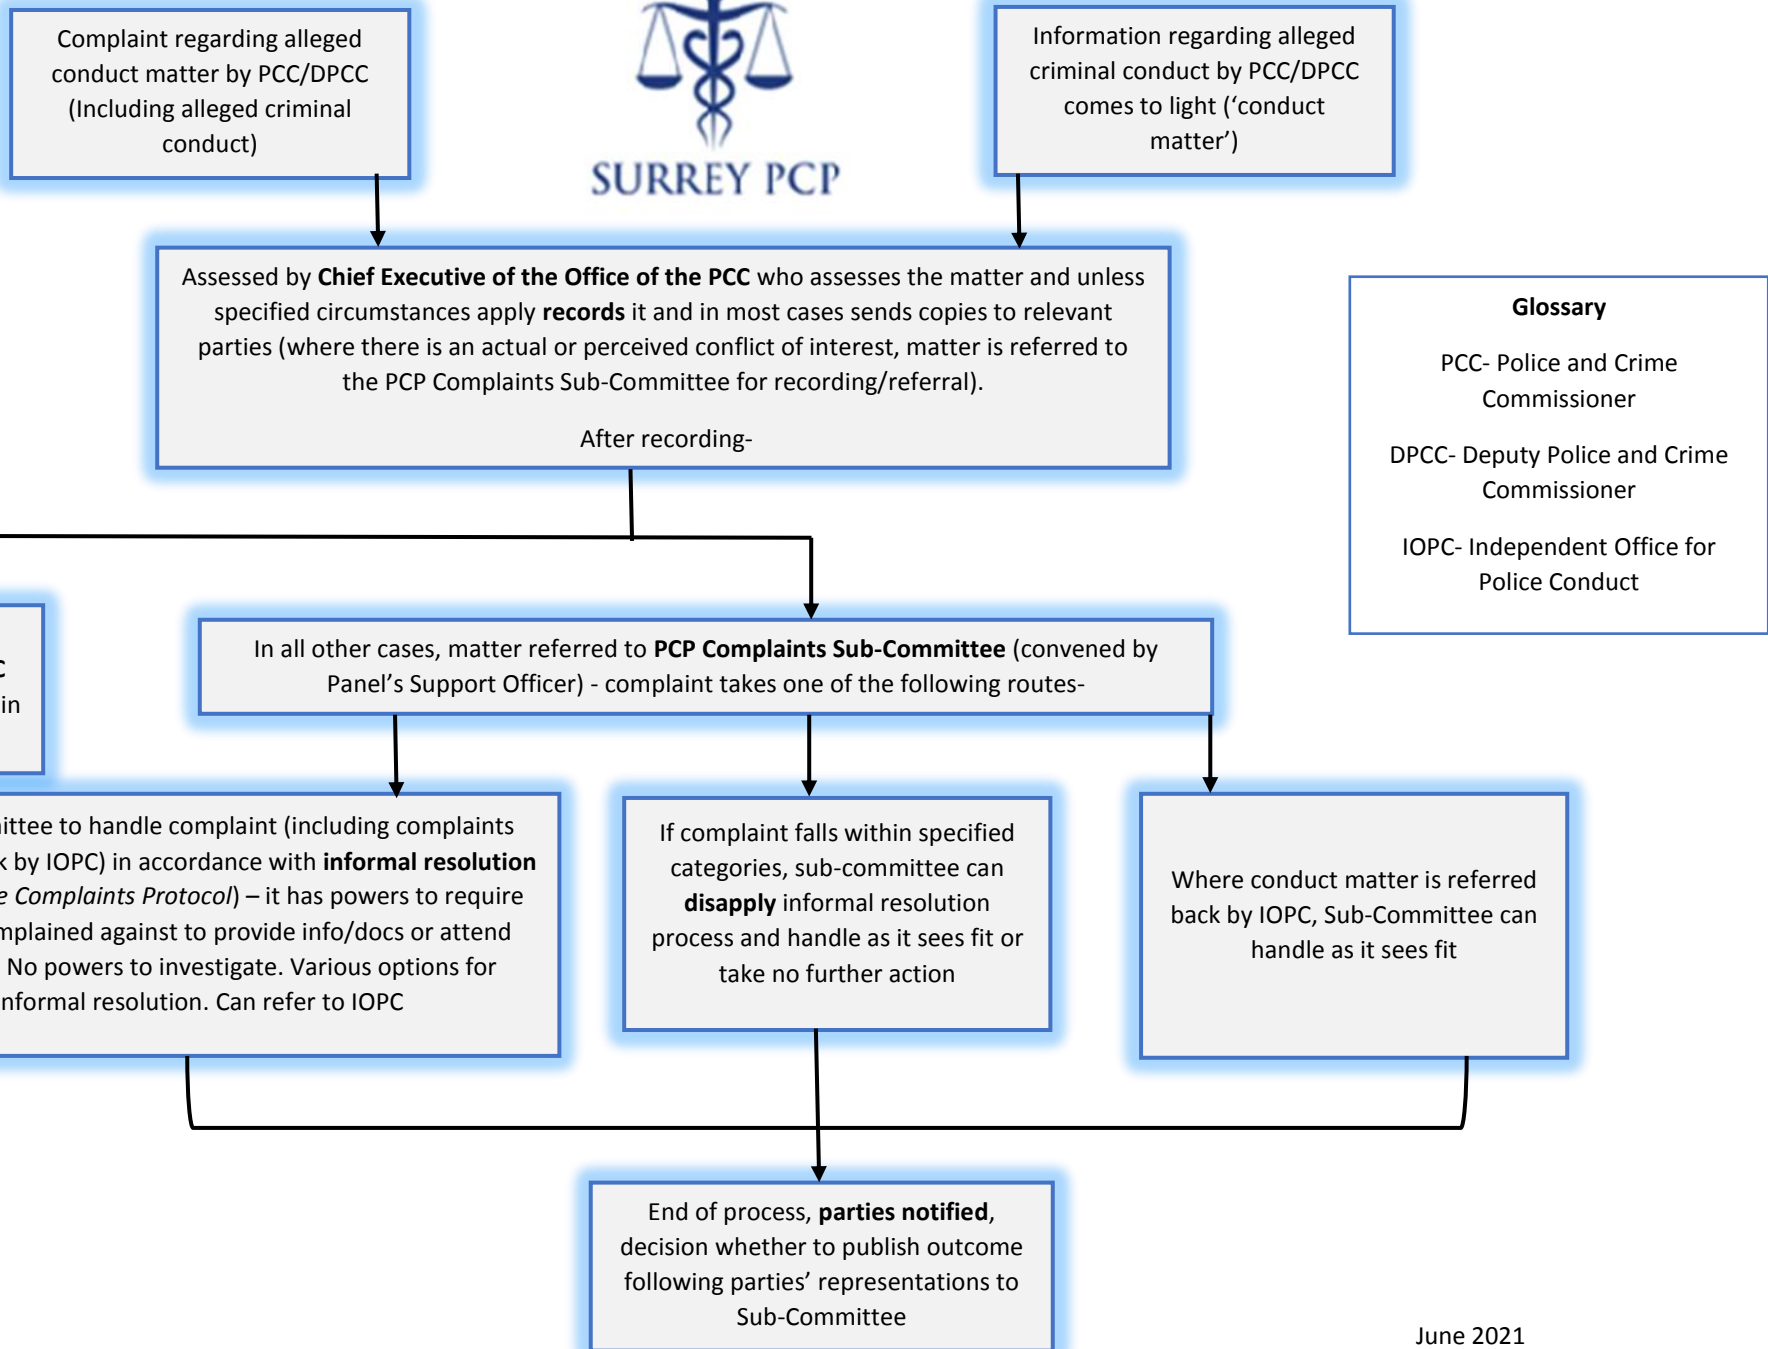 Complaint regarding alleged
conduct matter by PCC/DPCC
(Including alleged criminal
conduct)
SURREY PCP
Information regarding alleged
criminal conduct by PCC/DPCC
comes to light (‘conduct
matter’)
Assessed by Chief Executive of the Office of the PCC who assesses the matter and unless
specified circumstances apply records it and in most cases sends copies to relevant
parties (where there is an actual or perceived conflict of interest, matter is referred to
the PCP Complaints Sub-Committee for recording/referral).
After recording-
Glossary
PCC- Police and Crime
Commissioner
DPCC- Deputy Police and Crime
Commissioner
IOPC- Independent Office for
Police Conduct
in
In all other cases, matter referred to PCP Complaints Sub-Committee (convened by
Panel’s Support Officer) - complaint takes one of the following routes-
to handle complaint (including complaints
by IOPC) in accordance with informal resolution
Complaints Protocol) – it has powers to require
against to provide info/docs or attend
No powers to investigate. Various options for
informal resolution. Can refer to IOPC
If complaint falls within specified
categories, sub-committee can
disapply informal resolution
process and handle as it sees fit or
take no further action
Where conduct matter is referred
back by IOPC, Sub-Committee can
handle as it sees fit
End of process, parties notified,
decision whether to publish outcome
following parties’ representations to
Sub-Committee
June 2021